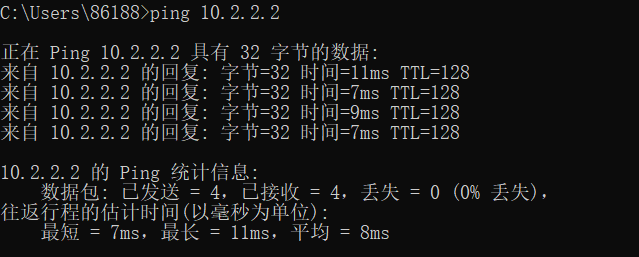 C:\Users\86188>ping 10.2.2.2
正在 Ping 10.2.2.2 具有 32 字节的数据:
来自 10.2.2.2 的回复: 字节=32 时间=11ms TTL=128
来自 10.2.2.2 的回复: 字节=32 时间=7ms TTL=128
来自 10.2.2.2 的回复: 字节=32 时间=9ms TTL=128
来自 10.2.2.2 的回复: 字节=32 时间=7ms TTL=128
10.2.2.2 的 Ping 统计信息:
数据包: 已发送 = 4，已接收 = 4，丢失 = 0 (0% 丢失)，
往返行程的估计时间(以毫秒为单位):
最短 = 7ms，最长 = 11ms，平均 = 8ms